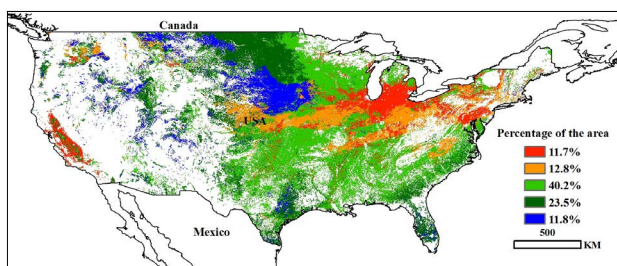 Canada
USA
Mexico
Percentage of the area
11.7%
12.8%
40.2%
23.5%
11.8%
500
KM